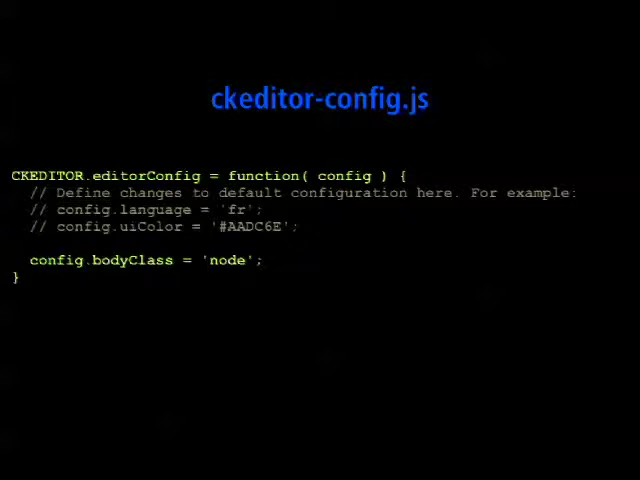 ckeditor-config.js
CKEDITOR.editorConfig = function( config ) {
// Define changes to default configuration here. For example:
// config.language = 'fr';
// config.uiColor = '#AADC6E';
config.bodyClass = 'node';
}